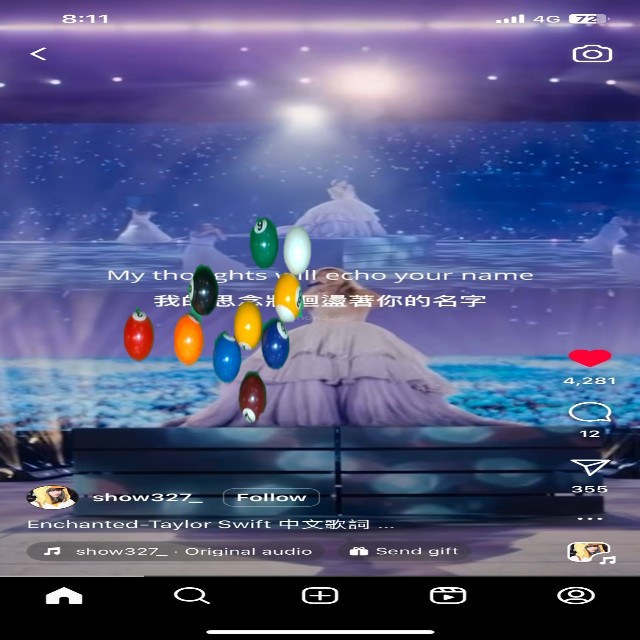 8:11
4G 72
My thoughts will echo your name
我的思念將迴盪著你的名字
4,281
12
355
show327_ Follow
Enchanted-Taylor Swift 中文歌詞 ...
show327_ · Original audio Send gift